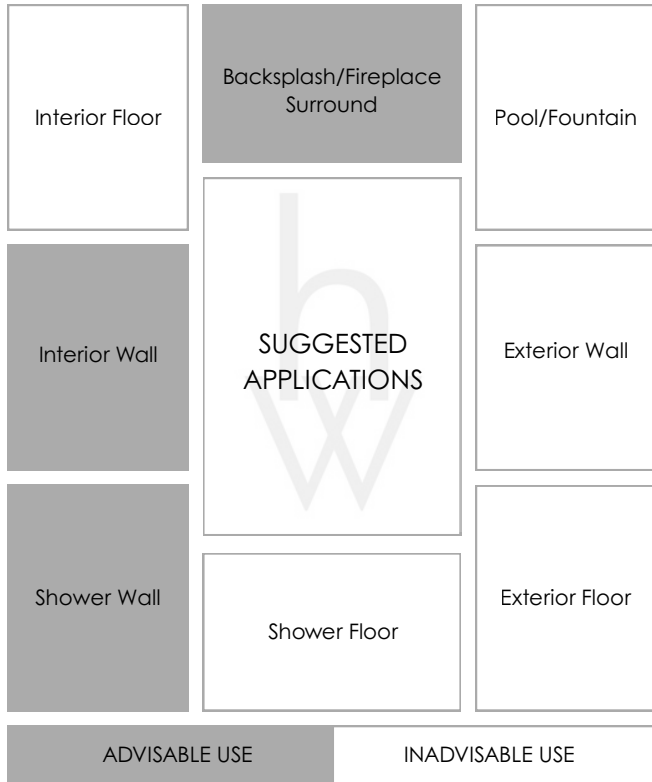 Interior Floor
Backsplash/Fireplace
Surround
Pool/Fountain
Interior Wall
hw
SUGGESTED
APPLICATIONS
Exterior Wall
Shower Wall
Shower Floor
Exterior Floor
ADVISABLE USE
INADVISABLE USE